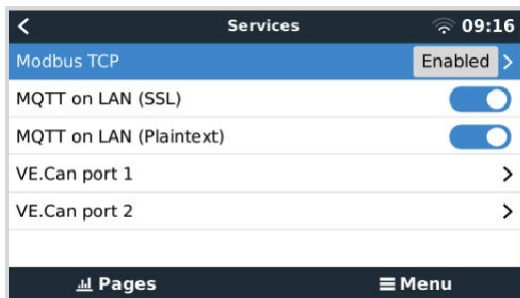 Services 09:16
Modbus TCP Enabled
MQTT on LAN (SSL)
MQTT on LAN (Plaintext)
VE.Can port 1
VE.Can port 2
Pages Menu